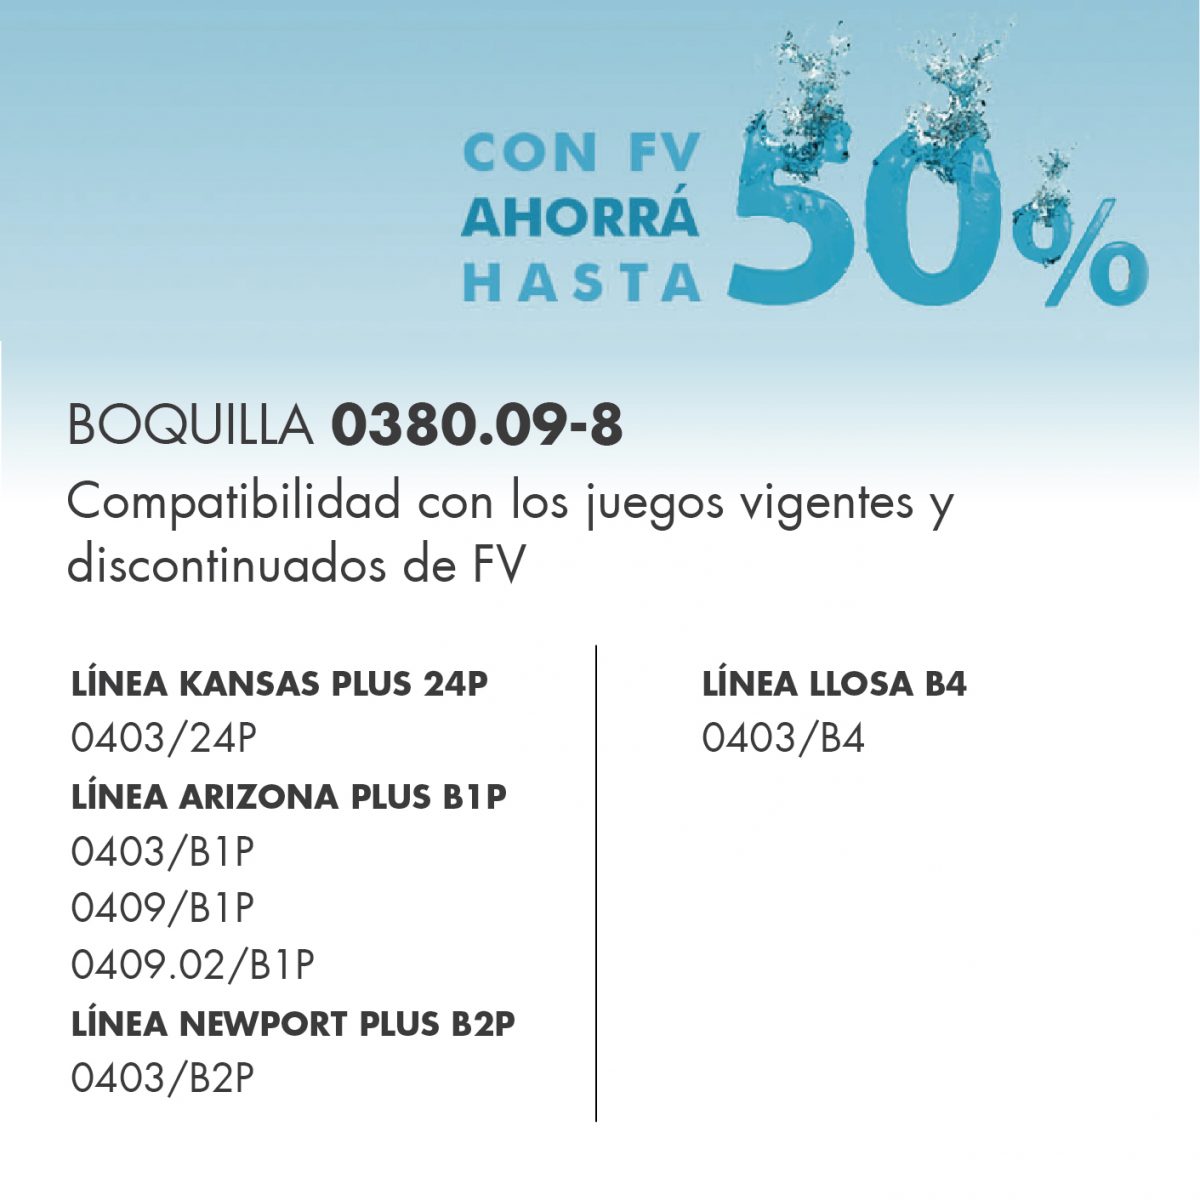 CON FV
AHORRÁ
HASTA
50%
BOQUILLA 0380.09-8
Compatibilidad con los juegos vigentes y
discontinuados de FV
LÍNEA KANSAS PLUS 24P
0403/24P
LÍNEA ARIZONA PLUS B1P
0403/B1P
0409/B1P
0409.02/B1P
LÍNEA NEWPORT PLUS B2P
0403/B2P
LÍNEA LLOSA B4
0403/B4